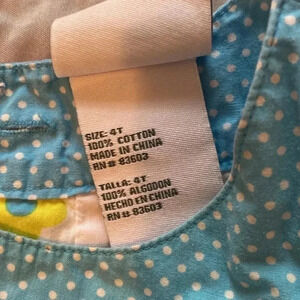 SIZE: 4T
100% COTTON
MADE IN CHINA
RN# 83603
TALLA: 4T
100% ALGODON
HECHO EN CHINA
RN# 83603